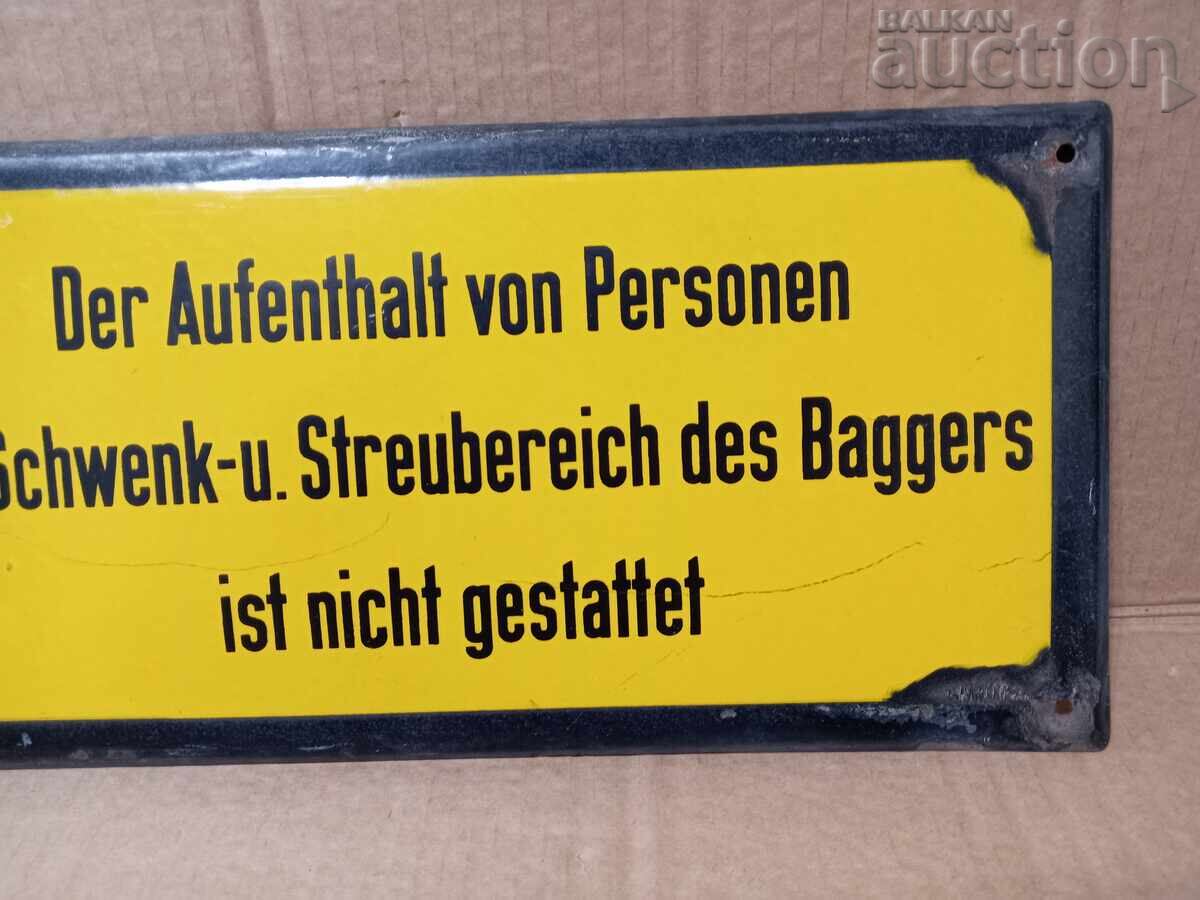 BALKAN
auction
Der Aufenthalt von Personen
Schwenk-u. Streubereich des Baggers
ist nicht gestattet